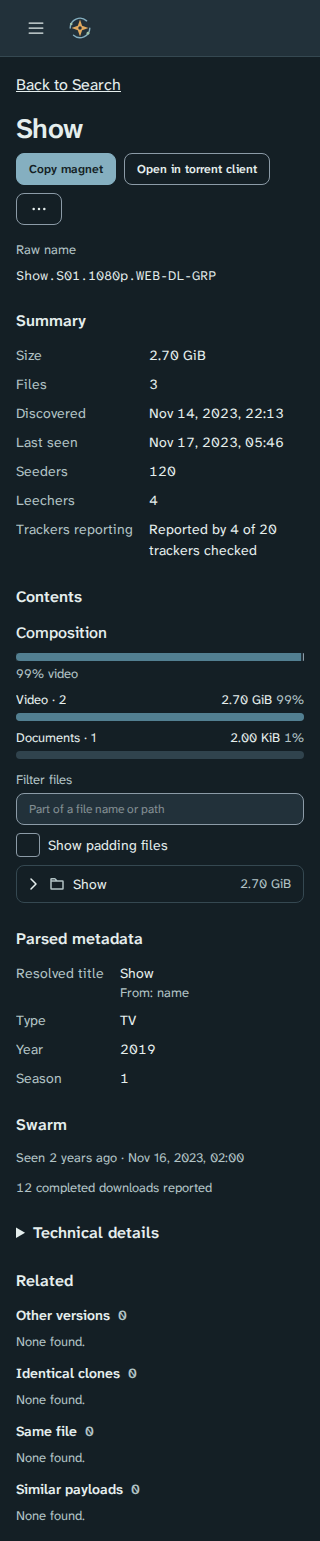 Back to Search
Show
Copy magnet
Open in torrent client
...
Raw name
Show.S01.1080p.WEB-DL-GRP
Summary
Size 2.70 GiB
Files 3
Discovered Nov 14, 2023, 22:13
Last seen Nov 17, 2023, 05:46
Seeders 120
Leechers 4
Trackers reporting Reported by 4 of 20
trackers checked
Contents
Composition
99% video
Video · 2 2.70 GiB 99%
Documents · 1 2.00 KiB 1%
Filter files
Part of a file name or path
Show padding files
Show 2.70 GiB
Parsed metadata
Resolved title Show
From: name
Type TV
Year 2019
Season 1
Swarm
Seen 2 years ago · Nov 16, 2023, 02:00
12 completed downloads reported
Technical details
Related
Other versions 0
None found.
Identical clones 0
None found.
Same file 0
None found.
Similar payloads 0
None found.